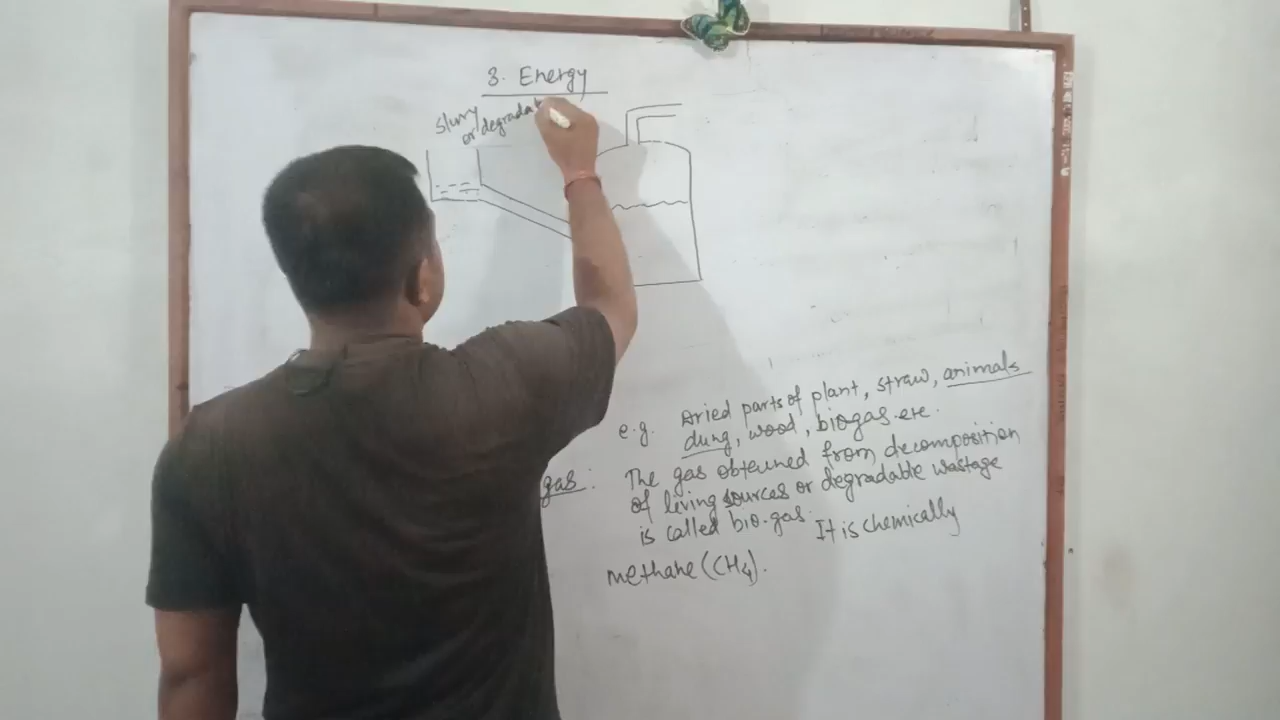 3. Energy
Slurry
or degradab
e.g. Dried parts of plant, straw, animals
dung, wood, biogas etc.
gas: The gas obteuned from decomposition
of living sources or degradable wastage
is called bio.gas. It is chemically
methane (CH4).